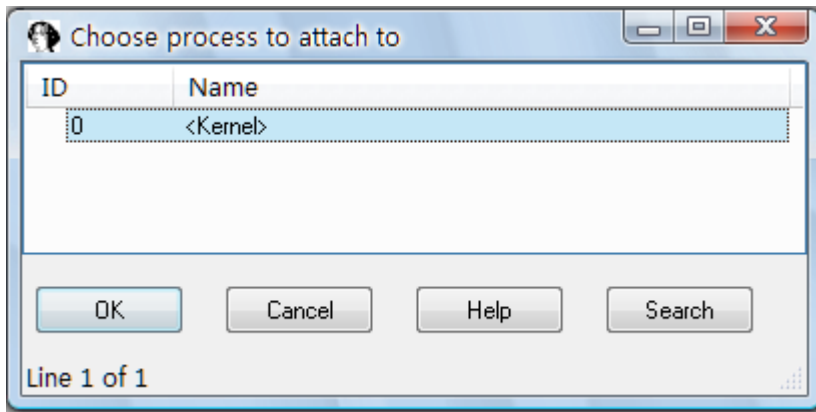 Choose process to attach to
ID Name
0 <Kernel>
OK Cancel Help Search
Line 1 of 1